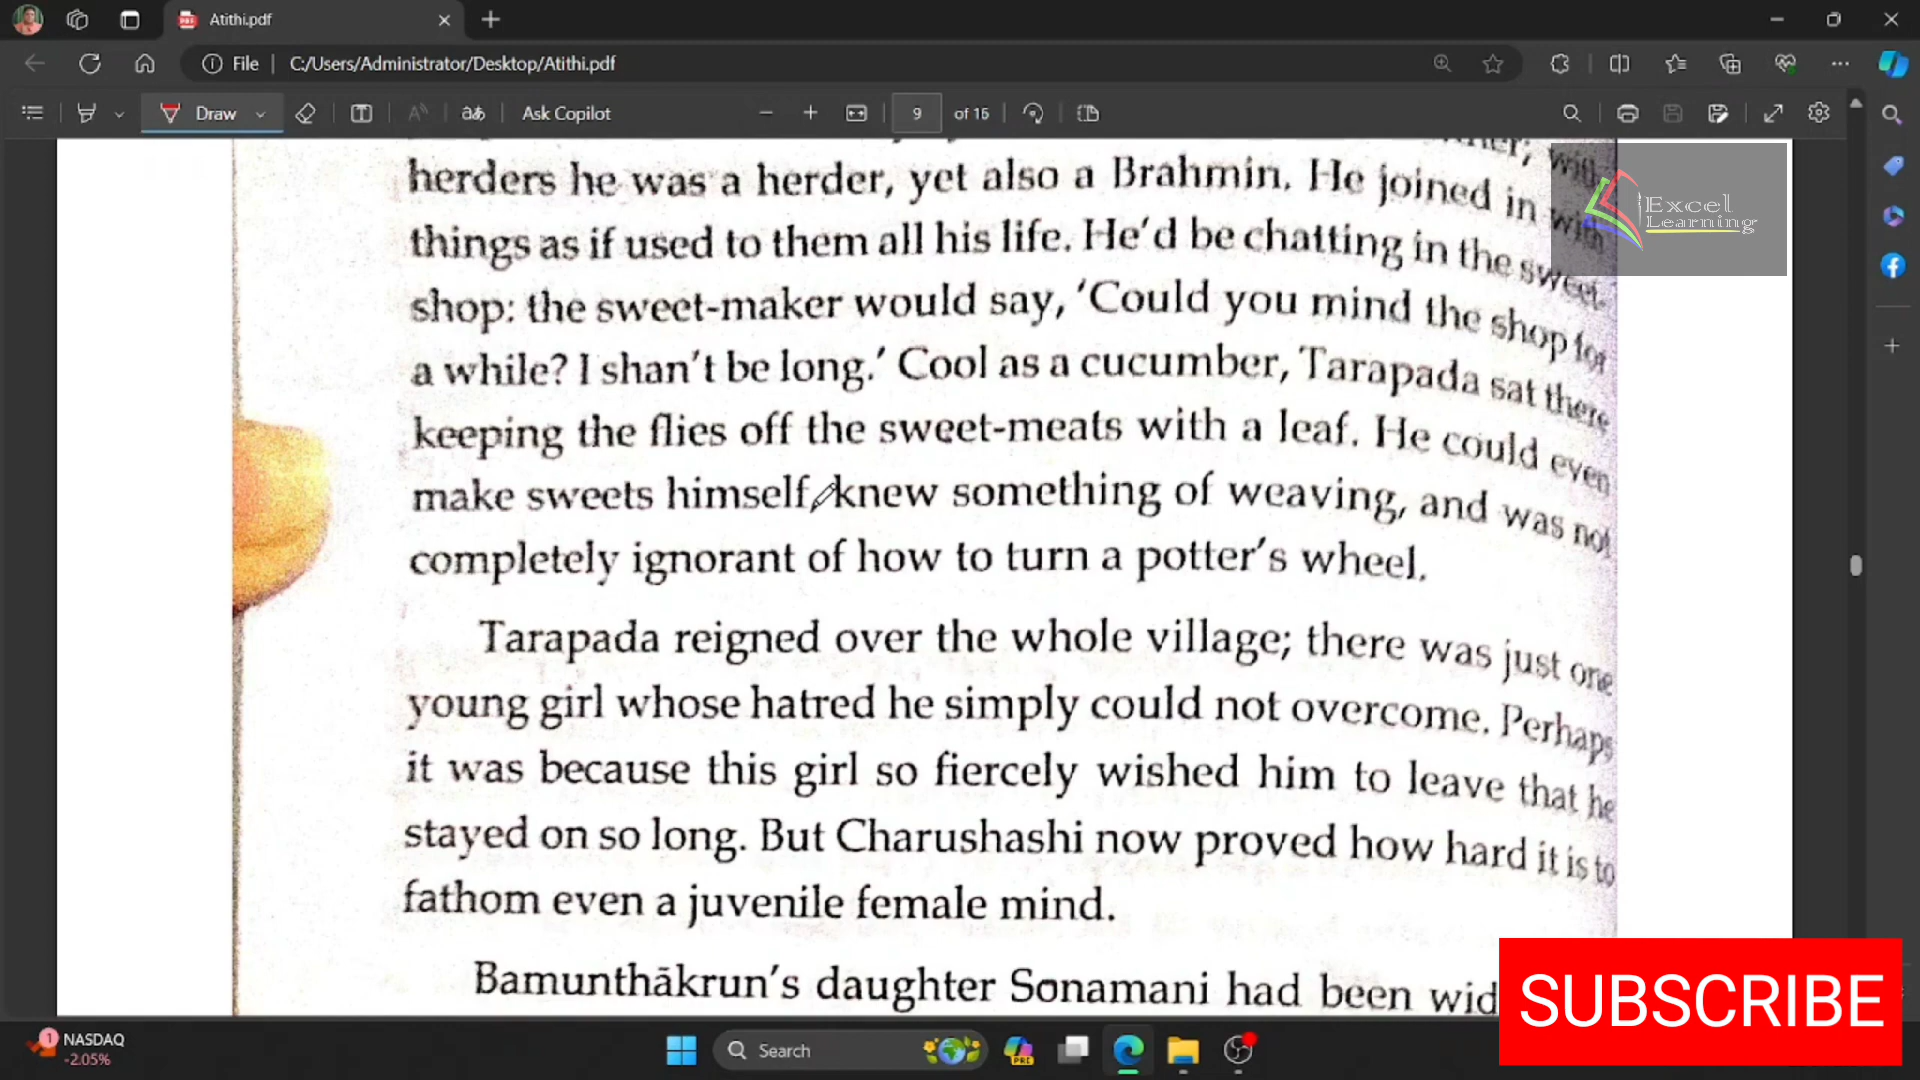 Atithi.pdf
File
C:/Users/Administrator/Desktop/Atithi.pdf
Draw
Ask Copilot
9 of 15
herders he was a herder, yet also a Brahmin. He joined in with
things as if used to them all his life. He'd be chatting in the sweet-
shop: the sweet-maker would say, 'Could you mind the shop for
a while? I shan't be long.' Cool as a cucumber, Tarapada sat there
keeping the flies off the sweet-meats with a leaf. He could even
make sweets himself, knew something of weaving, and was not
completely ignorant of how to turn a potter's wheel.
Tarapada reigned over the whole village; there was just one
young girl whose hatred he simply could not overcome. Perhaps
it was because this girl so fiercely wished him to leave that he
stayed on so long. But Charushashi now proved how hard it is to
fathom even a juvenile female mind.
Bamunthākrun's daughter Sonamani had been wid
Excel
Learning
SUBSCRIBE
1
NASDAQ
-2.05%
Search
PRE